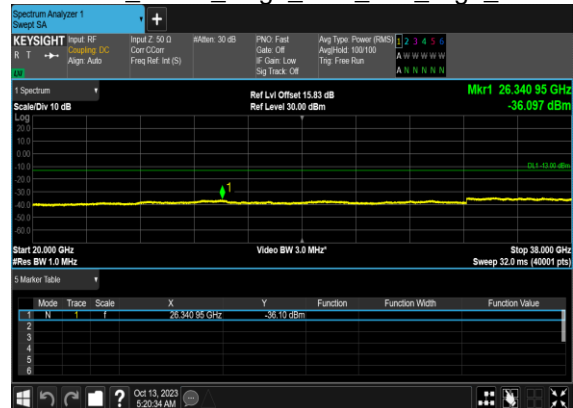 Spectrum Analyzer 1
Swept SA
+
KEYSIGHT Input: RF Input Z: 50 Ω #Atten: 30 dB PNO: Fast Avg Type: Power (RMS) 1 2 3 4 5 6
R T Coupling: DC Corr CCorr Gate: Off Avg|Hold: 100/100 A W W W W W
Align: Auto Freq Ref: Int (S) IF Gain: Low Trig: Free Run
Sig Track: Off A N N N N N
1 Spectrum Ref Lvl Offset 15.83 dB Mkr1 26.340 95 GHz
Scale/Div 10 dB Ref Level 30.00 dBm -36.097 dBm
Log
20.0
10.0
0.00
-10.0
DL1 -13.00 dBm
-20.0
-30.0
1
-40.0
-50.0
-60.0
Start 20.000 GHz Video BW 3.0 MHz* Stop 38.000 GHz
#Res BW 1.0 MHz Sweep 32.0 ms (40001 pts)
5 Marker Table
Mode Trace Scale X Y Function Function Width Function Value
1 N 1 f 26.340 95 GHz -36.10 dBm
2
3
4
5
6
? Oct 13, 2023
5:20:34 AM